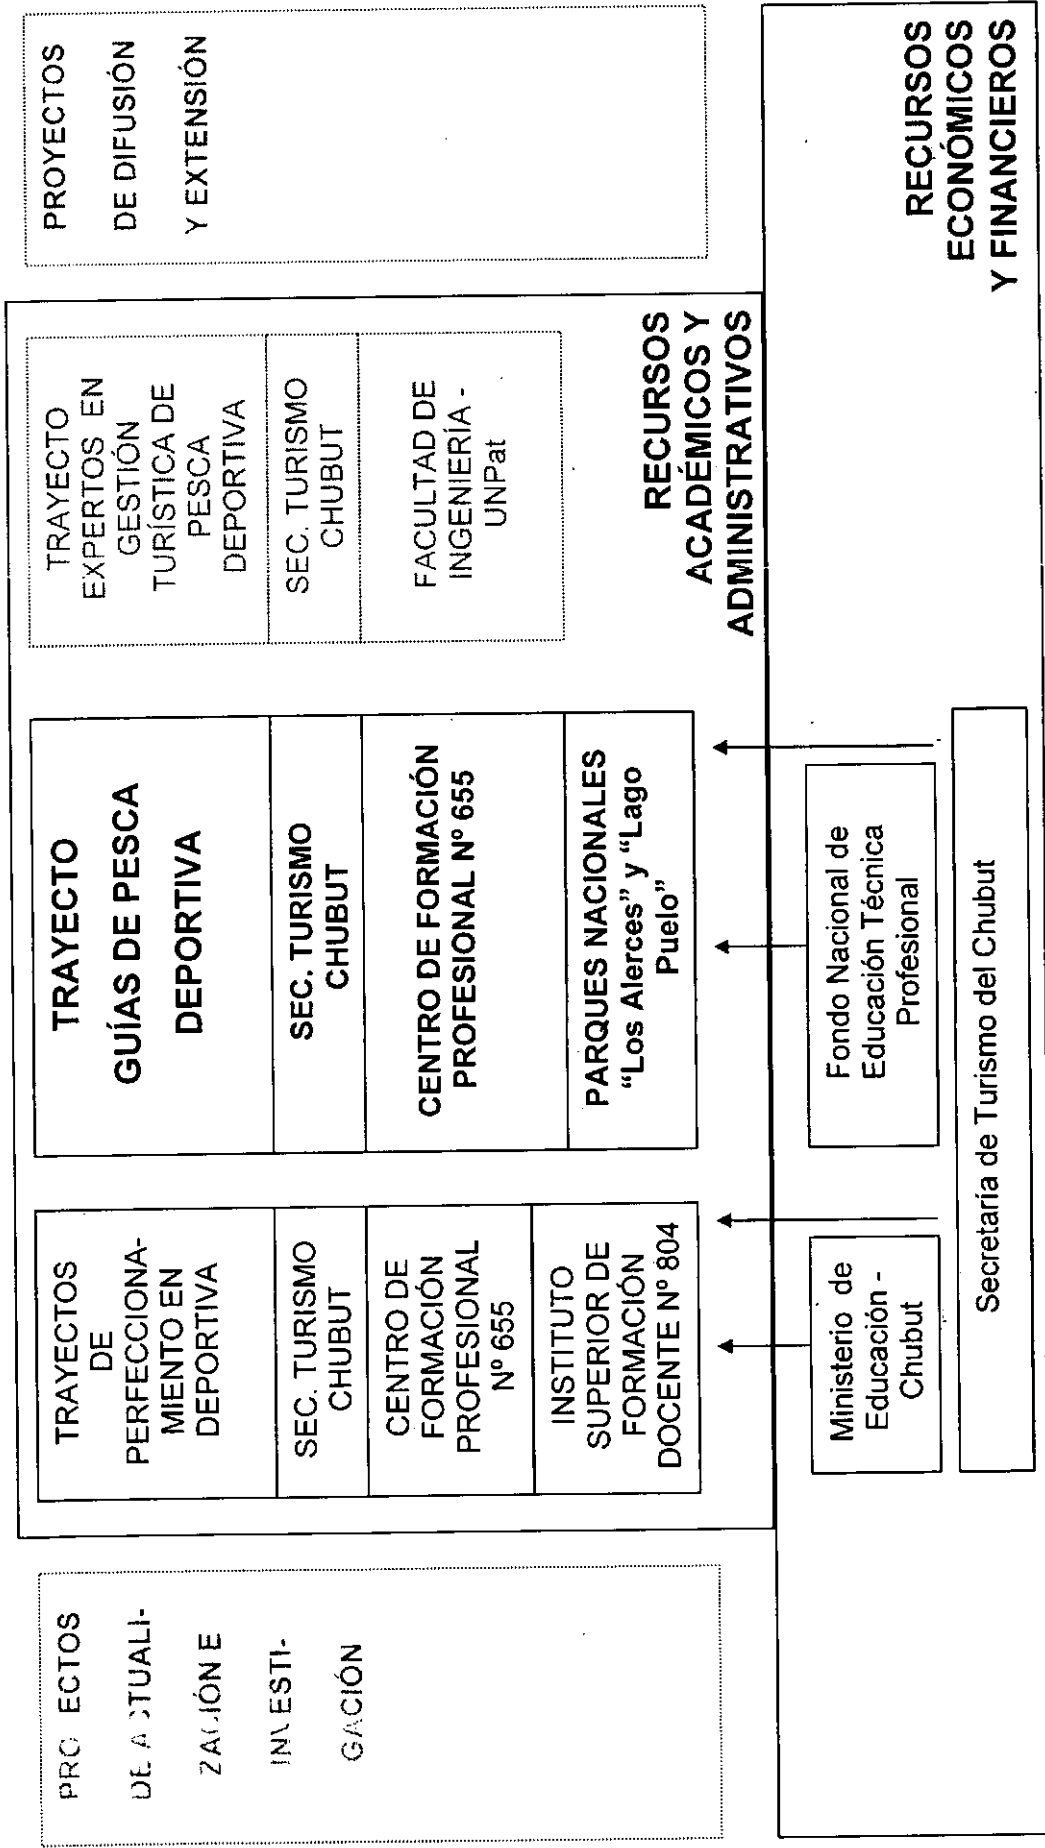 PROYECTOS
DE ACTUALI-
ZACIÓN E
INVESTI-
GACIÓN
TRAYECTOS
DE
PERFECCIONA-
MIENTO EN
DEPORTIVA
SEC. TURISMO
CHUBUT
CENTRO DE
FORMACIÓN
PROFESIONAL
Nº 655
INSTITUTO
SUPERIOR DE
FORMACIÓN
DOCENTE Nº 804
TRAYECTO
GUÍAS DE PESCA
DEPORTIVA
SEC. TURISMO
CHUBUT
CENTRO DE FORMACIÓN
PROFESIONAL Nº 655
PARQUES NACIONALES
"Los Alerces" y "Lago
Puelo"
TRAYECTO
EXPERTOS EN
GESTIÓN
TURÍSTICA DE
PESCA
DEPORTIVA
SEC. TURISMO
CHUBUT
FACULTAD DE
INGENIERÍA -
UNPat
RECURSOS
ACADÉMICOS Y
ADMINISTRATIVOS
PROYECTOS
DE DIFUSIÓN
Y EXTENSIÓN
Ministerio de
Educación -
Chubut
Fondo Nacional de
Educación Técnica
Profesional
Secretaría de Turismo del Chubut
RECURSOS
ECONÓMICOS
Y FINANCIEROS